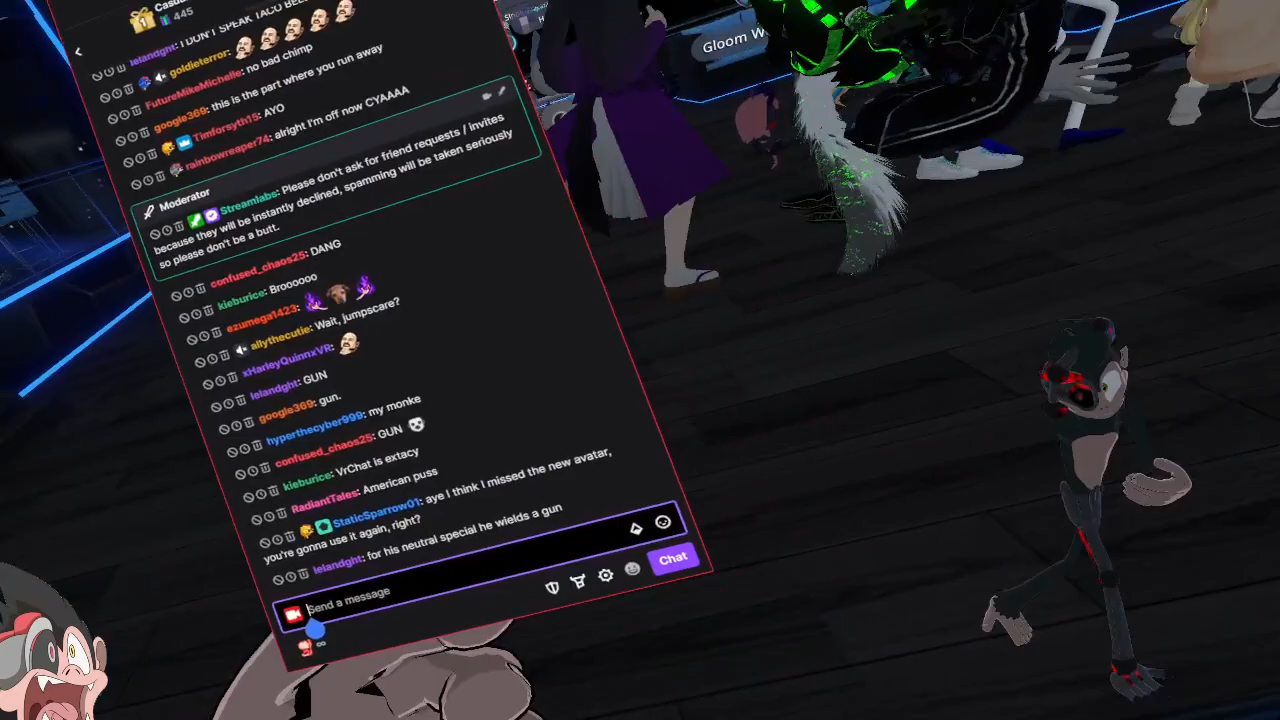 Casua
1 445
lelandght: I DON'T SPEAK TACO BELL
goldieterror:
FutureMikeMichelle: no bad chimp
google369: this is the part where you run away
Timforsyth15: AYO
rainbowreaper74: alright I'm off now CYAAAA
Moderator
Streamlabs: Please don't ask for friend requests / invites
because they will be instantly declined, spamming will be taken seriously
so please don't be a butt.
confused_chaos25: DANG
kieburice: Broooooo
ezumega1423:
allythecutie: Wait, jumpscare?
xHarleyQuinnxVR:
lelandght: GUN
google369: gun.
hyperthecyber999: my monke
confused_chaos25: GUN
kieburice: VrChat is extacy
RadiantTales: American puss
StaticSparrow01: aye I think I missed the new avatar,
you're gonna use it again, right?
lelandght: for his neutral special he wields a gun
Send a message
Chat
∞
Gloom W